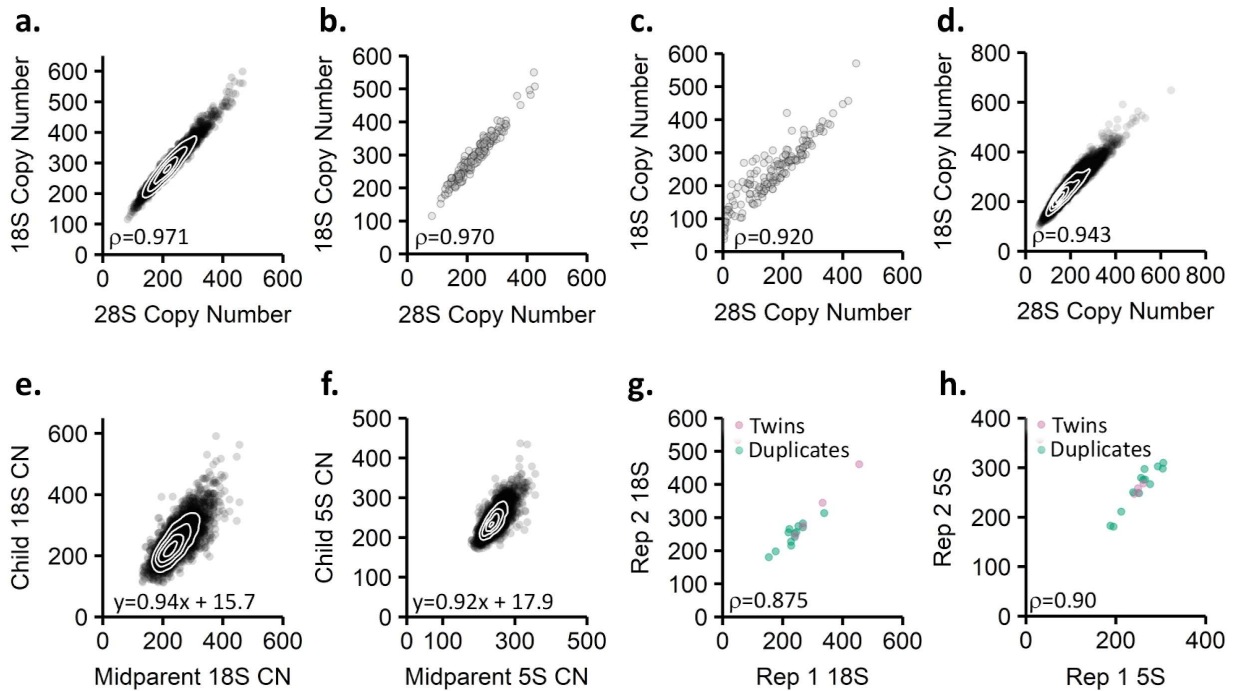 a.
18S Copy Number
600
500
400
300
200
100
0
ρ=0.971
0 200 400 600
28S Copy Number
b.
18S Copy Number
600
500
400
300
200
100
0
ρ=0.970
0 200 400 600
28S Copy Number
c.
18S Copy Number
600
500
400
300
200
100
0
ρ=0.920
0 200 400 600
28S Copy Number
d.
18S Copy Number
800
600
400
200
0
ρ=0.943
0 200 400 600 800
28S Copy Number
e.
Child 18S CN
600
400
200
0
y=0.94x + 15.7
0 200 400 600
Midparent 18S CN
f.
Child 5S CN
500
400
300
200
100
0
y=0.92x + 17.9
0 100 300 500
Midparent 5S CN
g.
Rep 2 18S
600
500
400
300
200
100
0
Twins
Duplicates
ρ=0.875
0 200 400 600
Rep 1 18S
h.
Rep 2 5S
400
300
200
100
0
Twins
Duplicates
ρ=0.90
0 200 400
Rep 1 5S